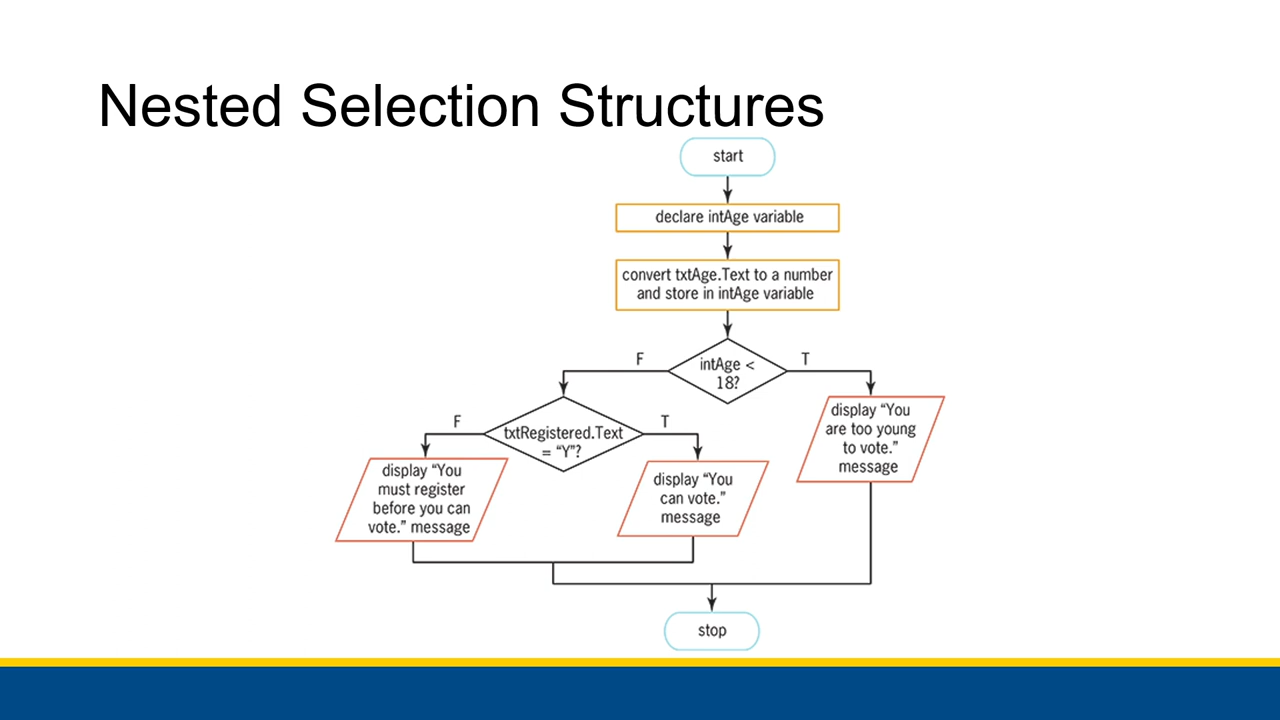 Nested Selection Structures
start
declare intAge variable
convert txtAge.Text to a number
and store in intAge variable
F
intAge <
18?
T
display “You
are too young
to vote.”
message
F
txtRegistered.Text
= “Y”?
T
display “You
must register
before you can
vote.” message
display “You
can vote.”
message
stop